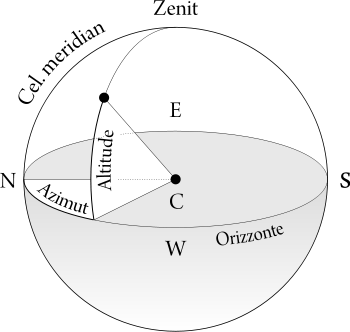 Zenit
Cel. meridian
E
Altitude
N
Azimut
C
S
W
Orizzonte